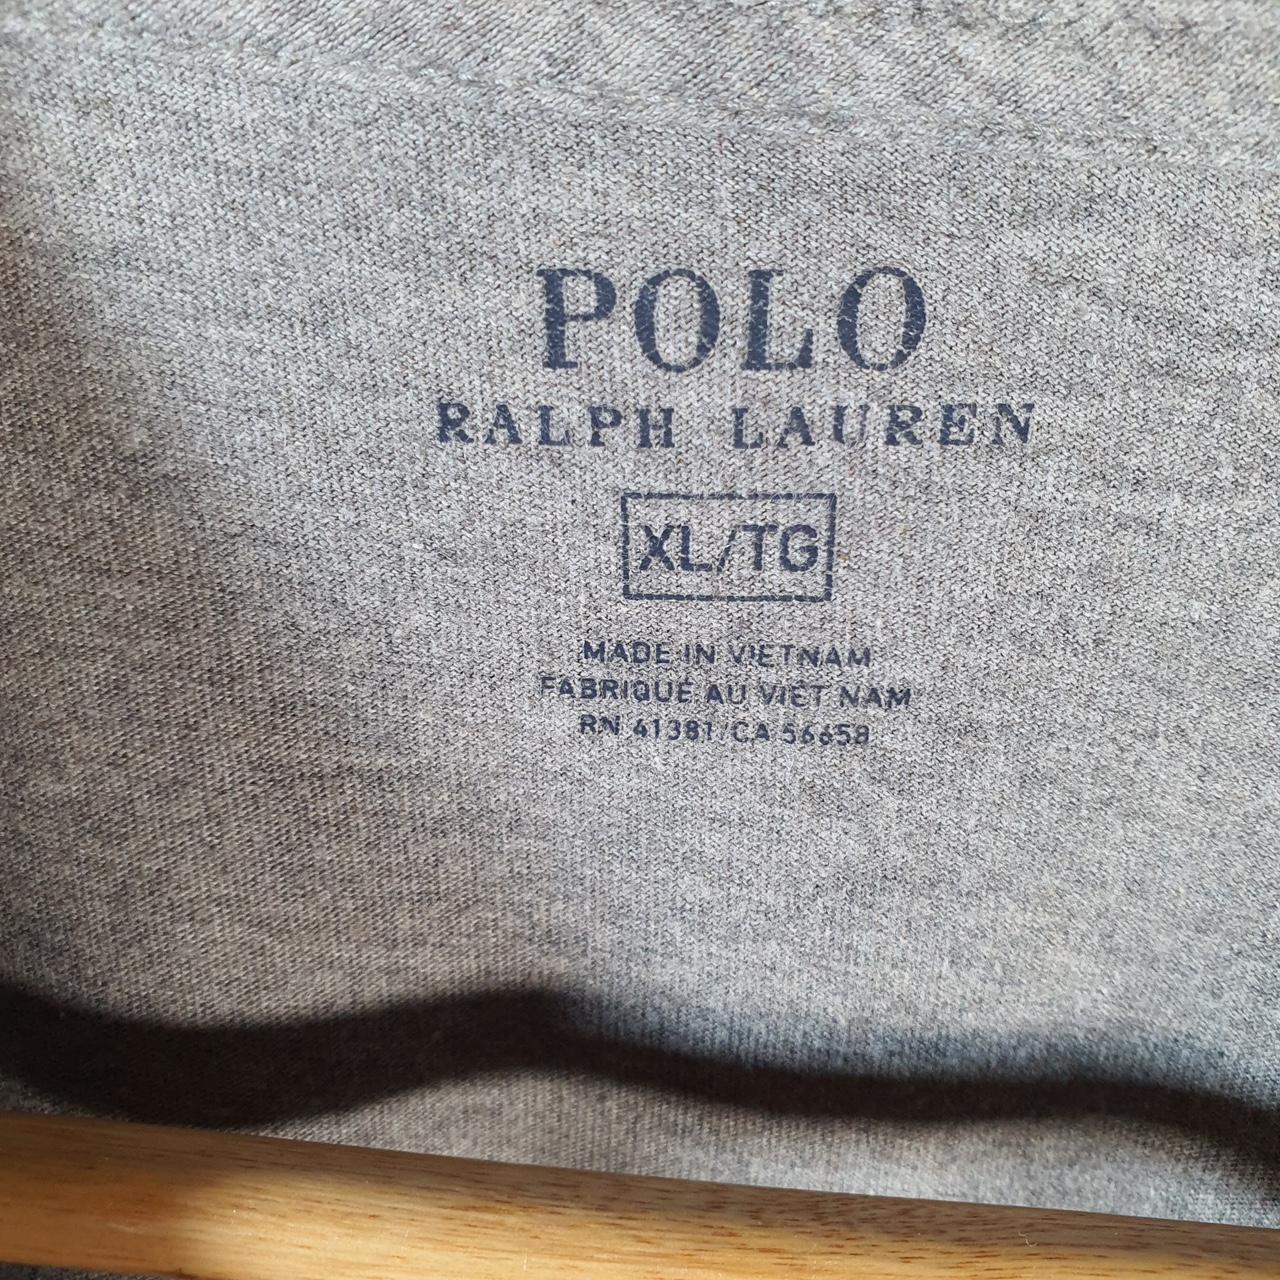 POLO
RALPH LAUREN
XL/TG
MADE IN VIETNAM
FABRIQUÉ AU VIET NAM
RN 41381/CA 56658